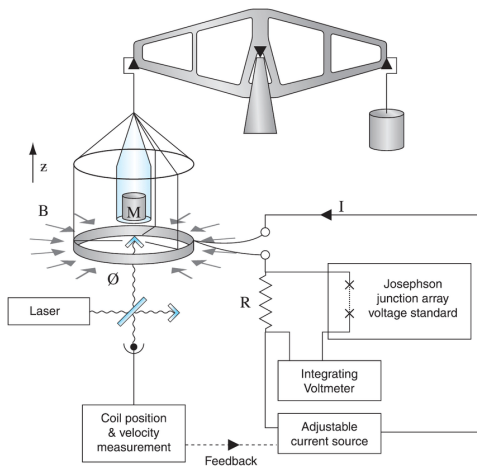 z
M
B
I
Ø
R
Laser
Josephson
junction array
voltage standard
Integrating
Voltmeter
Coil position
& velocity
measurement
Adjustable
current source
Feedback